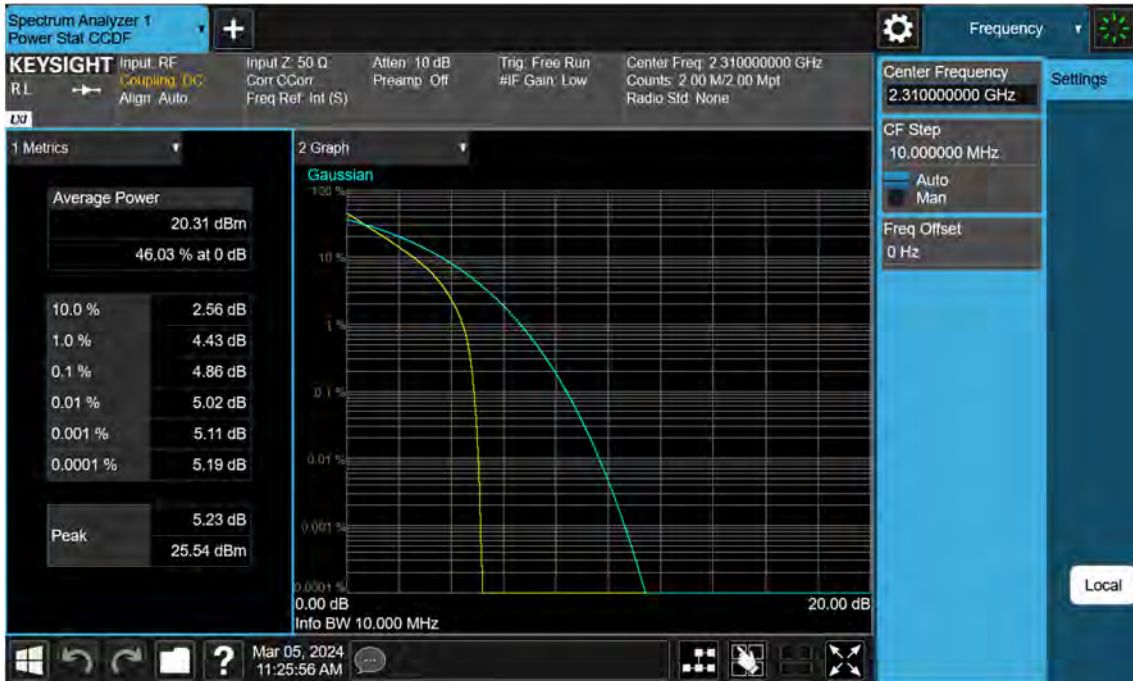 Spectrum Analyzer 1
Power Stat CCDF
+
Frequency
KEYSIGHT
R L
LXI
Input: RF
Coupling: DC
Align: Auto
Input Z: 50 Ω
Corr CCorr
Freq Ref: Int (S)
Atten: 10 dB
Preamp: Off
Trig: Free Run
#IF Gain: Low
Center Freq: 2.310000000 GHz
Counts: 2.00 M/2.00 Mpt
Radio Std: None
1 Metrics
Average Power
20.31 dBm
46.03 % at 0 dB
10.0 % 2.56 dB
1.0 % 4.43 dB
0.1 % 4.86 dB
0.01 % 5.02 dB
0.001 % 5.11 dB
0.0001 % 5.19 dB
Peak
5.23 dB
25.54 dBm
2 Graph
Gaussian
100 %
10 %
1 %
0.1 %
0.01 %
0.001 %
0.0001 %
0.00 dB 20.00 dB
Info BW 10.000 MHz
Center Frequency
2.310000000 GHz
CF Step
10.000000 MHz
Auto
Man
Freq Offset
0 Hz
Settings
Local
?
Mar 05, 2024
11:25:56 AM